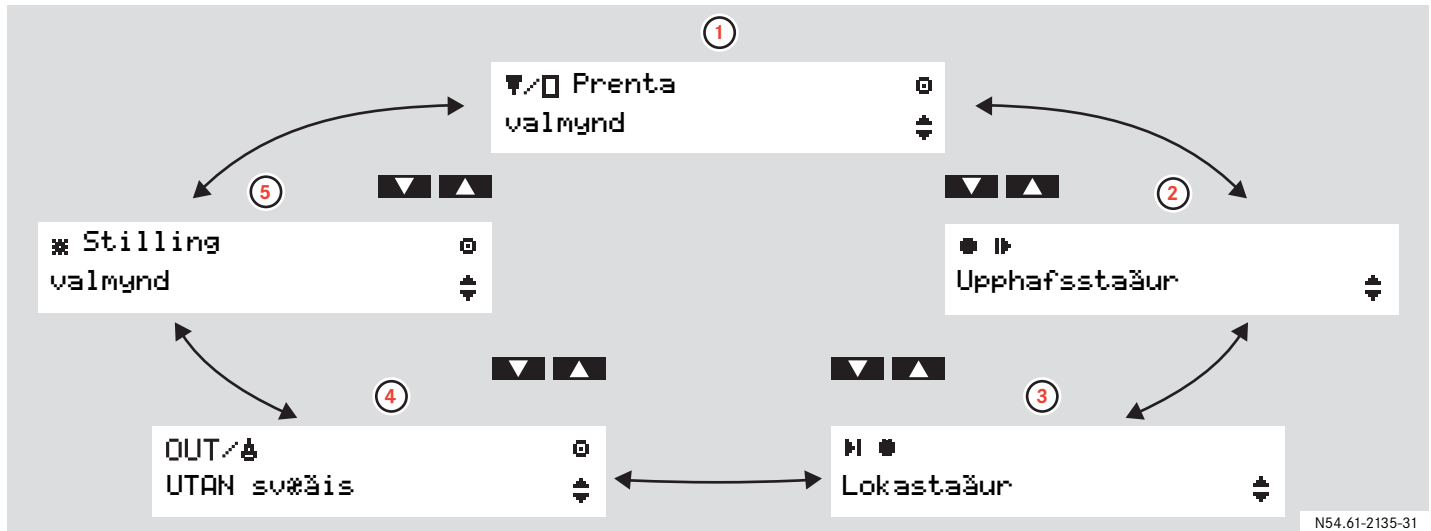 1
Prenta
valmynd
5
2
Stilling
valmynd
Upphafsstaður
4
3
OUT/
UTAN svæðis
Lokastaður
N54.61-2135-31